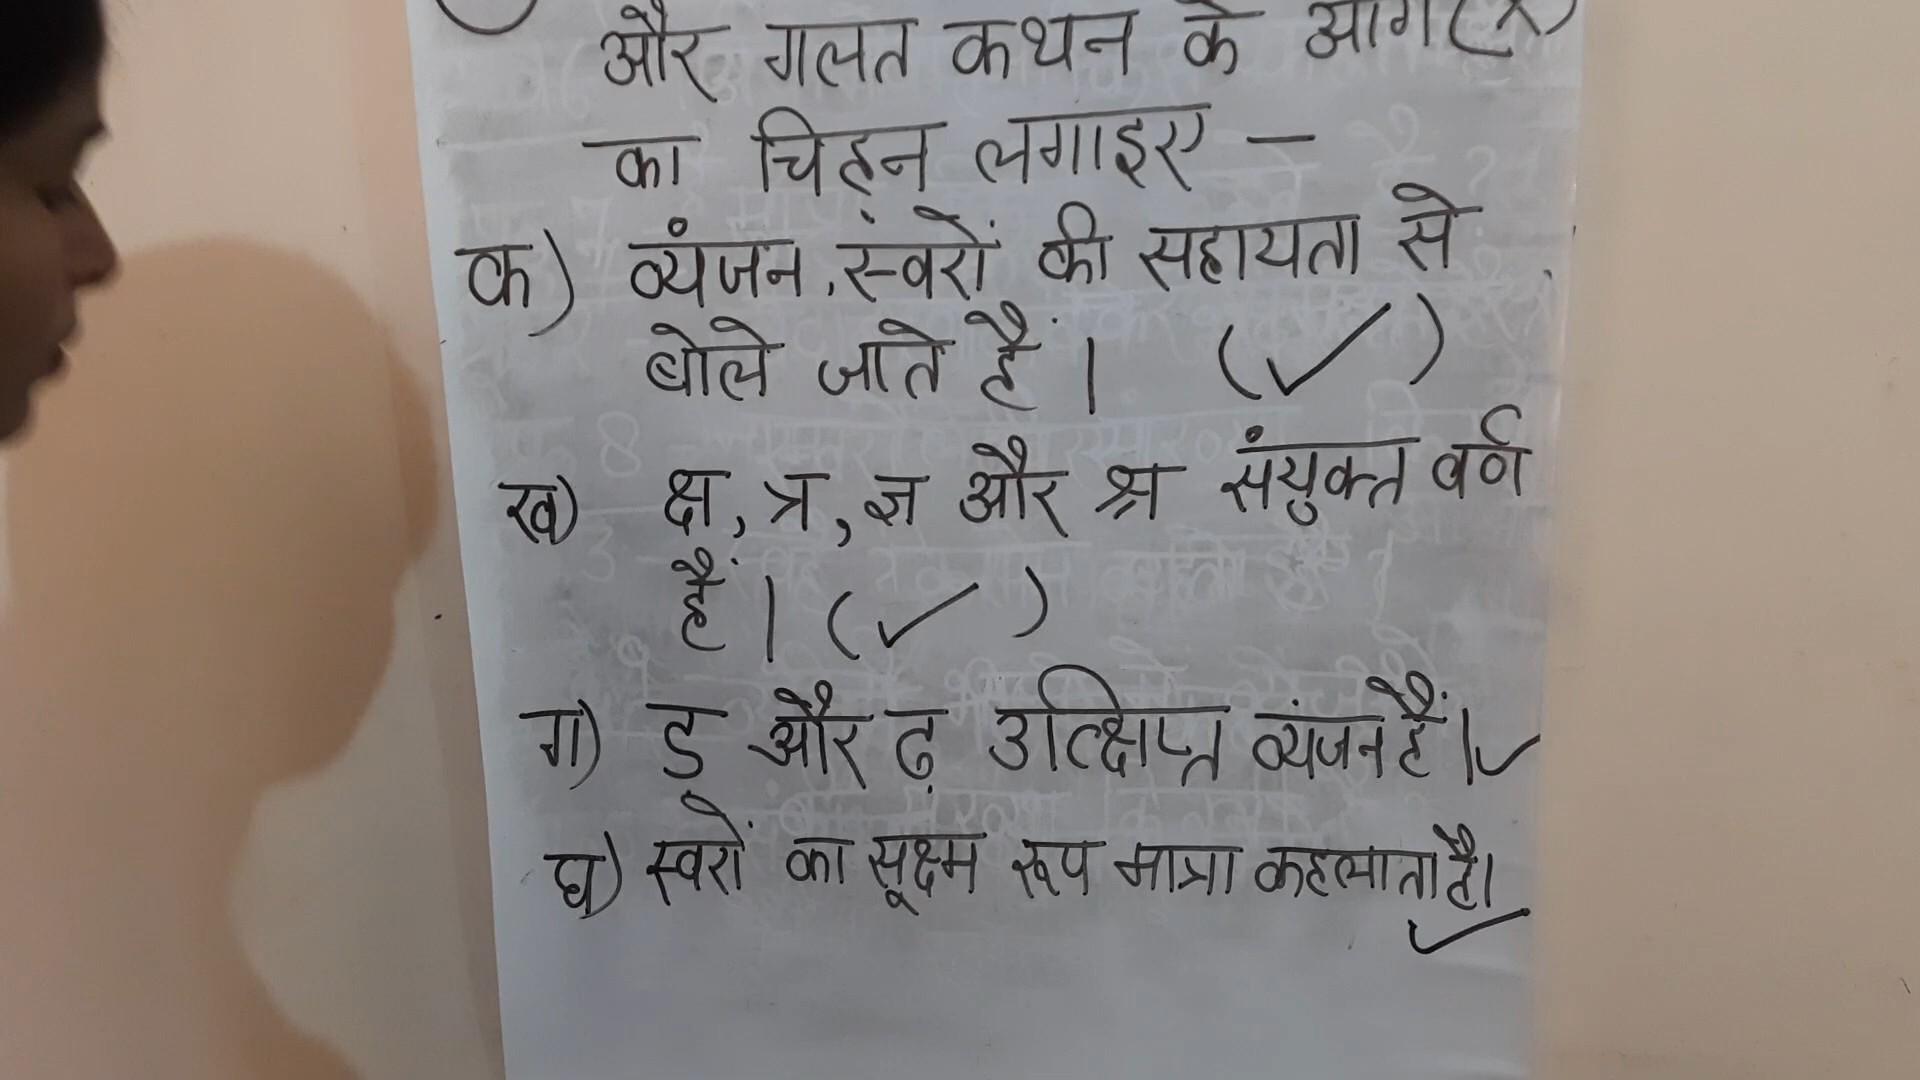 और गलत कथन के आगे (×)
का चिह्न लगाइए –
क) व्यंजन, स्वरों की सहायता से
बोले जाते हैं । (✓)
ख) क्ष, त्र, ज्ञ और श्र संयुक्त वर्ण
हैं । (✓)
ग) ड और ढ़ उत्क्षिप्त व्यंजन हैं । ✓
घ) स्वरों का सूक्ष्म रूप मात्रा कहलाता है। ✓